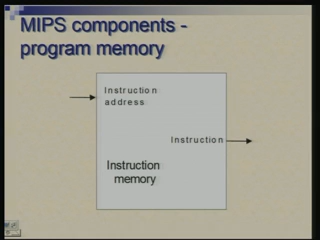 MIPS components -
program memory
Instruction
address
Instruction
Instruction
memory